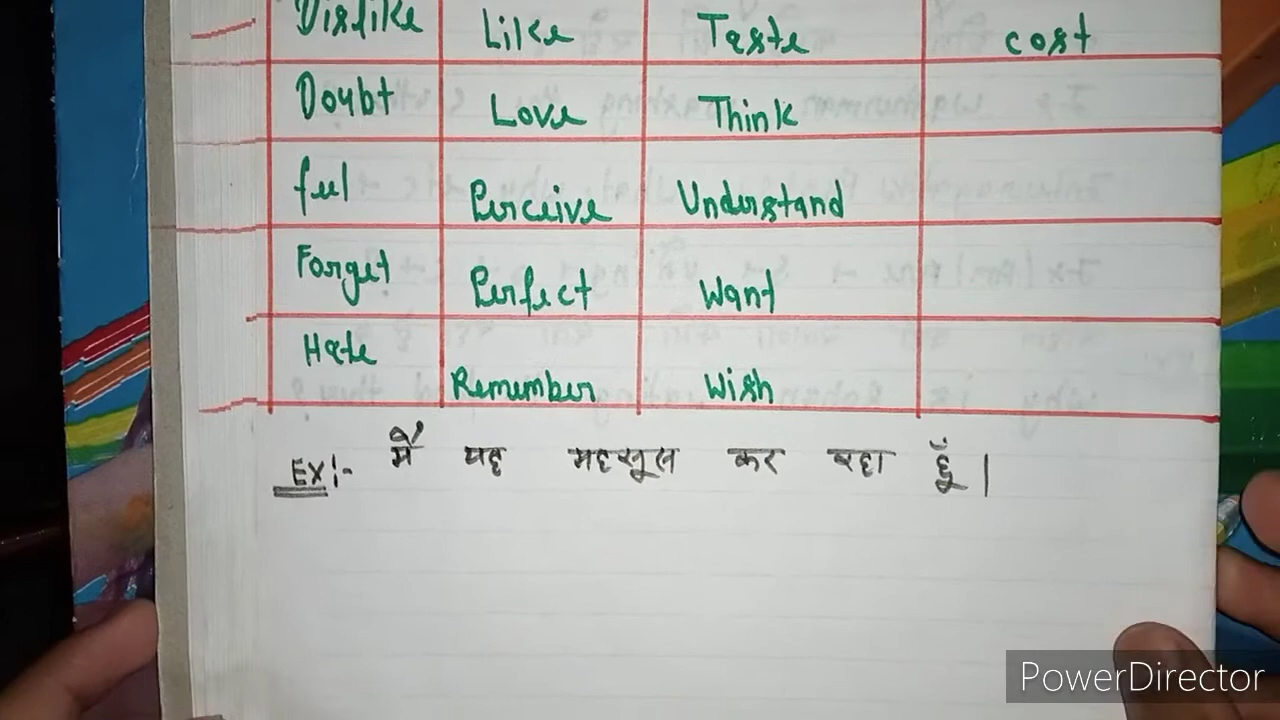 Dislike Like Taste cost
Doubt Love Think
feel Perceive Understand
Forget Perfect Want
Hate Remember Wish
EX:- मैं यह महसूस कर रहा हूँ।
PowerDirector